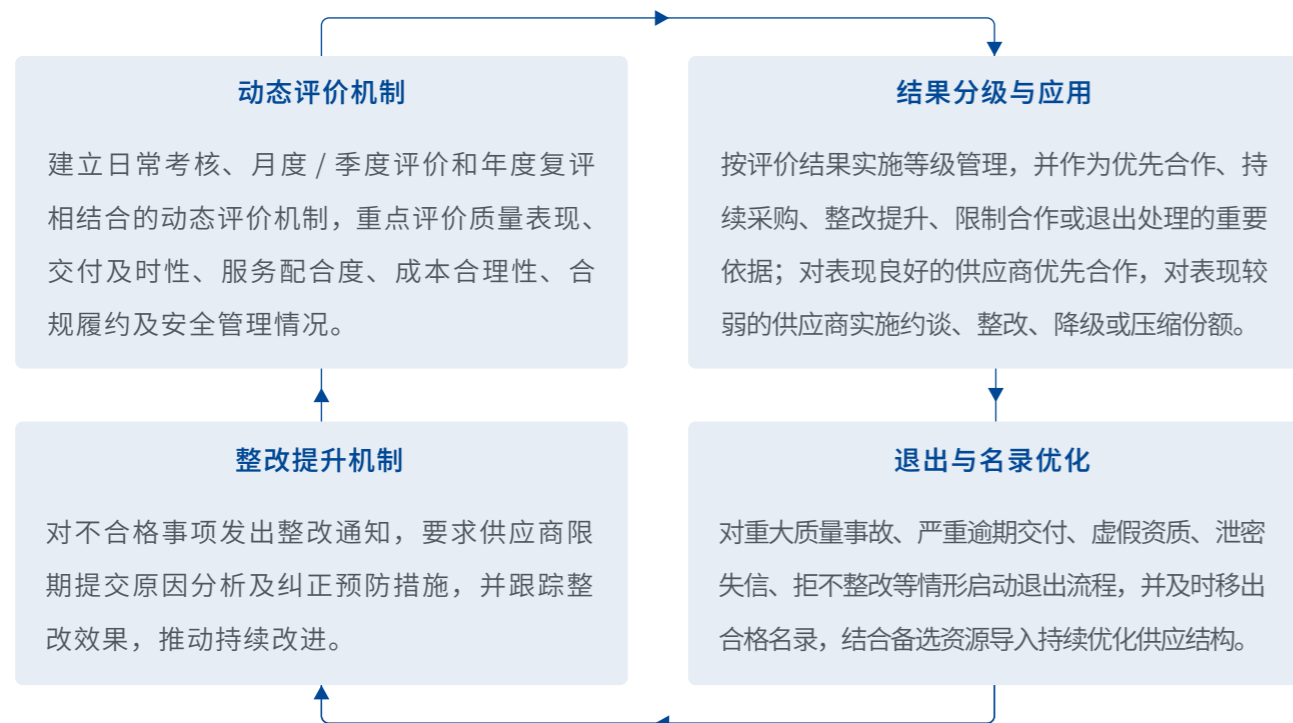 动态评价机制
建立日常考核、月度 / 季度评价和年度复评
相结合的动态评价机制，重点评价质量表现、
交付及时性、服务配合度、成本合理性、合
规履约及安全管理情况。
结果分级与应用
按评价结果实施等级管理，并作为优先合作、持
续采购、整改提升、限制合作或退出处理的重要
依据；对表现良好的供应商优先合作，对表现较
弱的供应商实施约谈、整改、降级或压缩份额。
整改提升机制
对不合格事项发出整改通知，要求供应商限
期提交原因分析及纠正预防措施，并跟踪整
改效果，推动持续改进。
退出与名录优化
对重大质量事故、严重逾期交付、虚假资质、泄密
失信、拒不整改等情形启动退出流程，并及时移出
合格名录，结合备选资源导入持续优化供应结构。